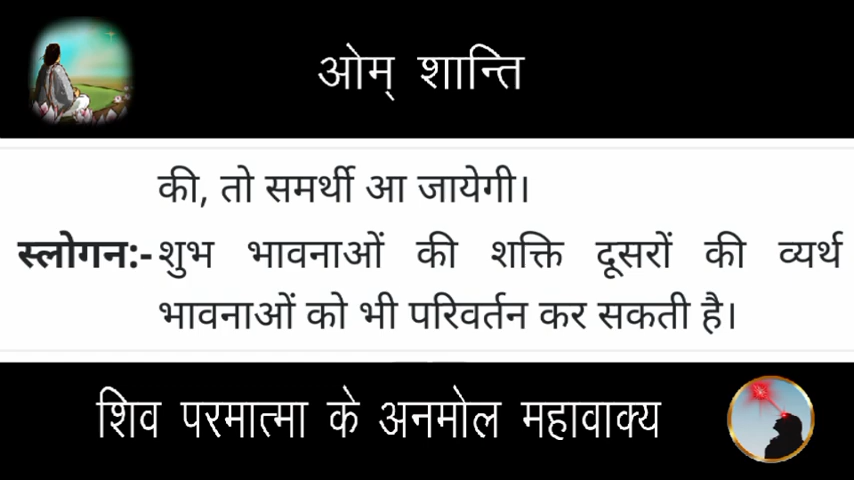 ओम् शान्ति
की, तो समर्थी आ जायेगी।
स्लोगन:- शुभ भावनाओं की शक्ति दूसरों की व्यर्थ
भावनाओं को भी परिवर्तन कर सकती है।
शिव परमात्मा के अनमोल महावाक्य